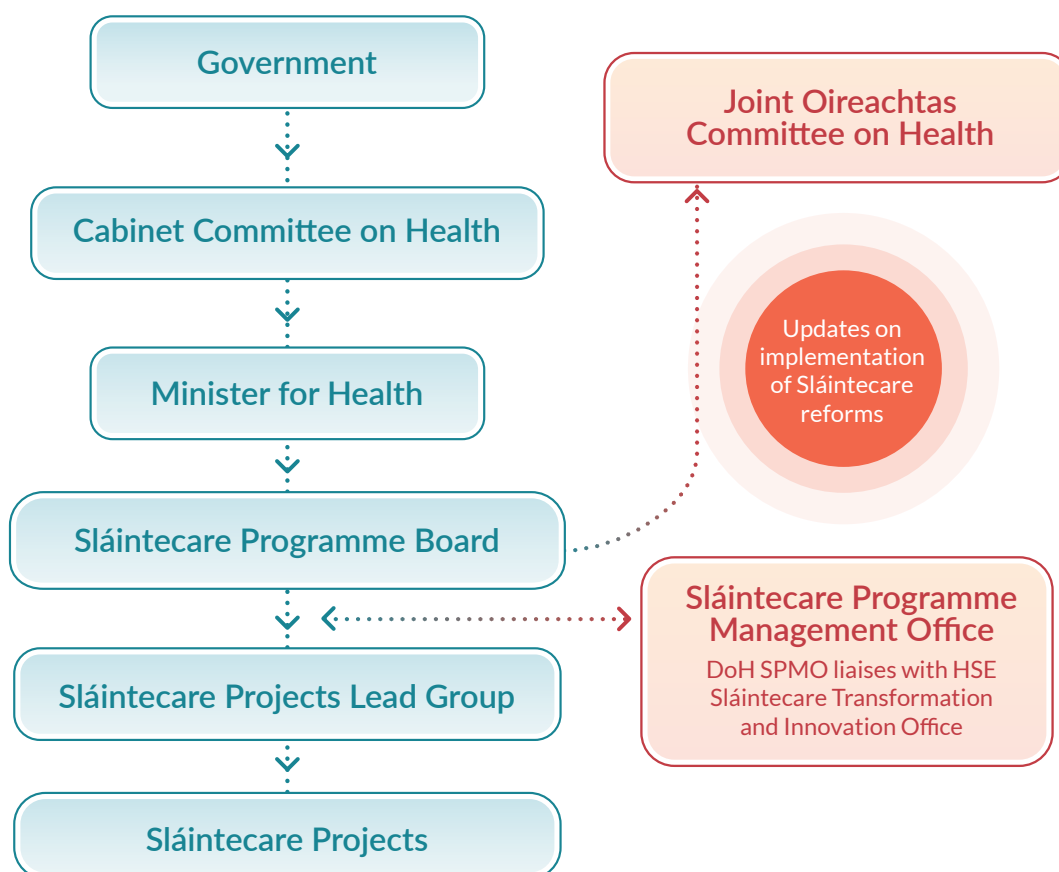 Government
Joint Oireachtas
Committee on Health
Cabinet Committee on Health
Updates on
implementation
of Sláintecare
reforms
Minister for Health
Sláintecare Programme Board
Sláintecare Programme
Management Office
DoH SPMO liaises with HSE
Sláintecare Transformation
and Innovation Office
Sláintecare Projects Lead Group
Sláintecare Projects